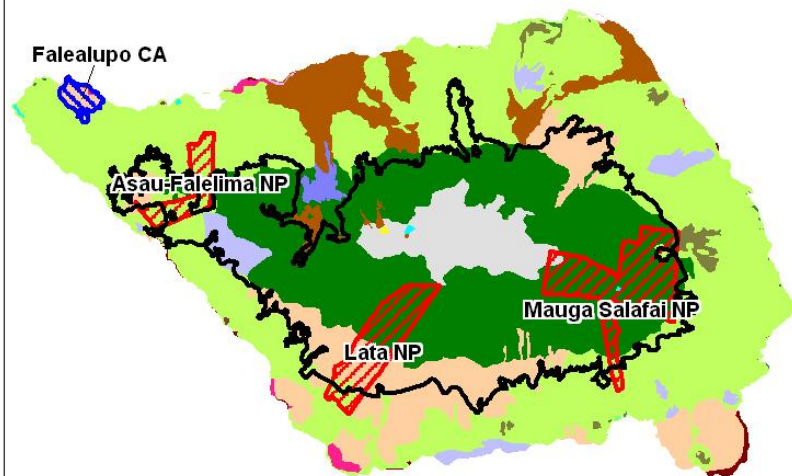 Falealupo CA
Asau-Falelima NP
Mauga Salafai NP
Lata NP